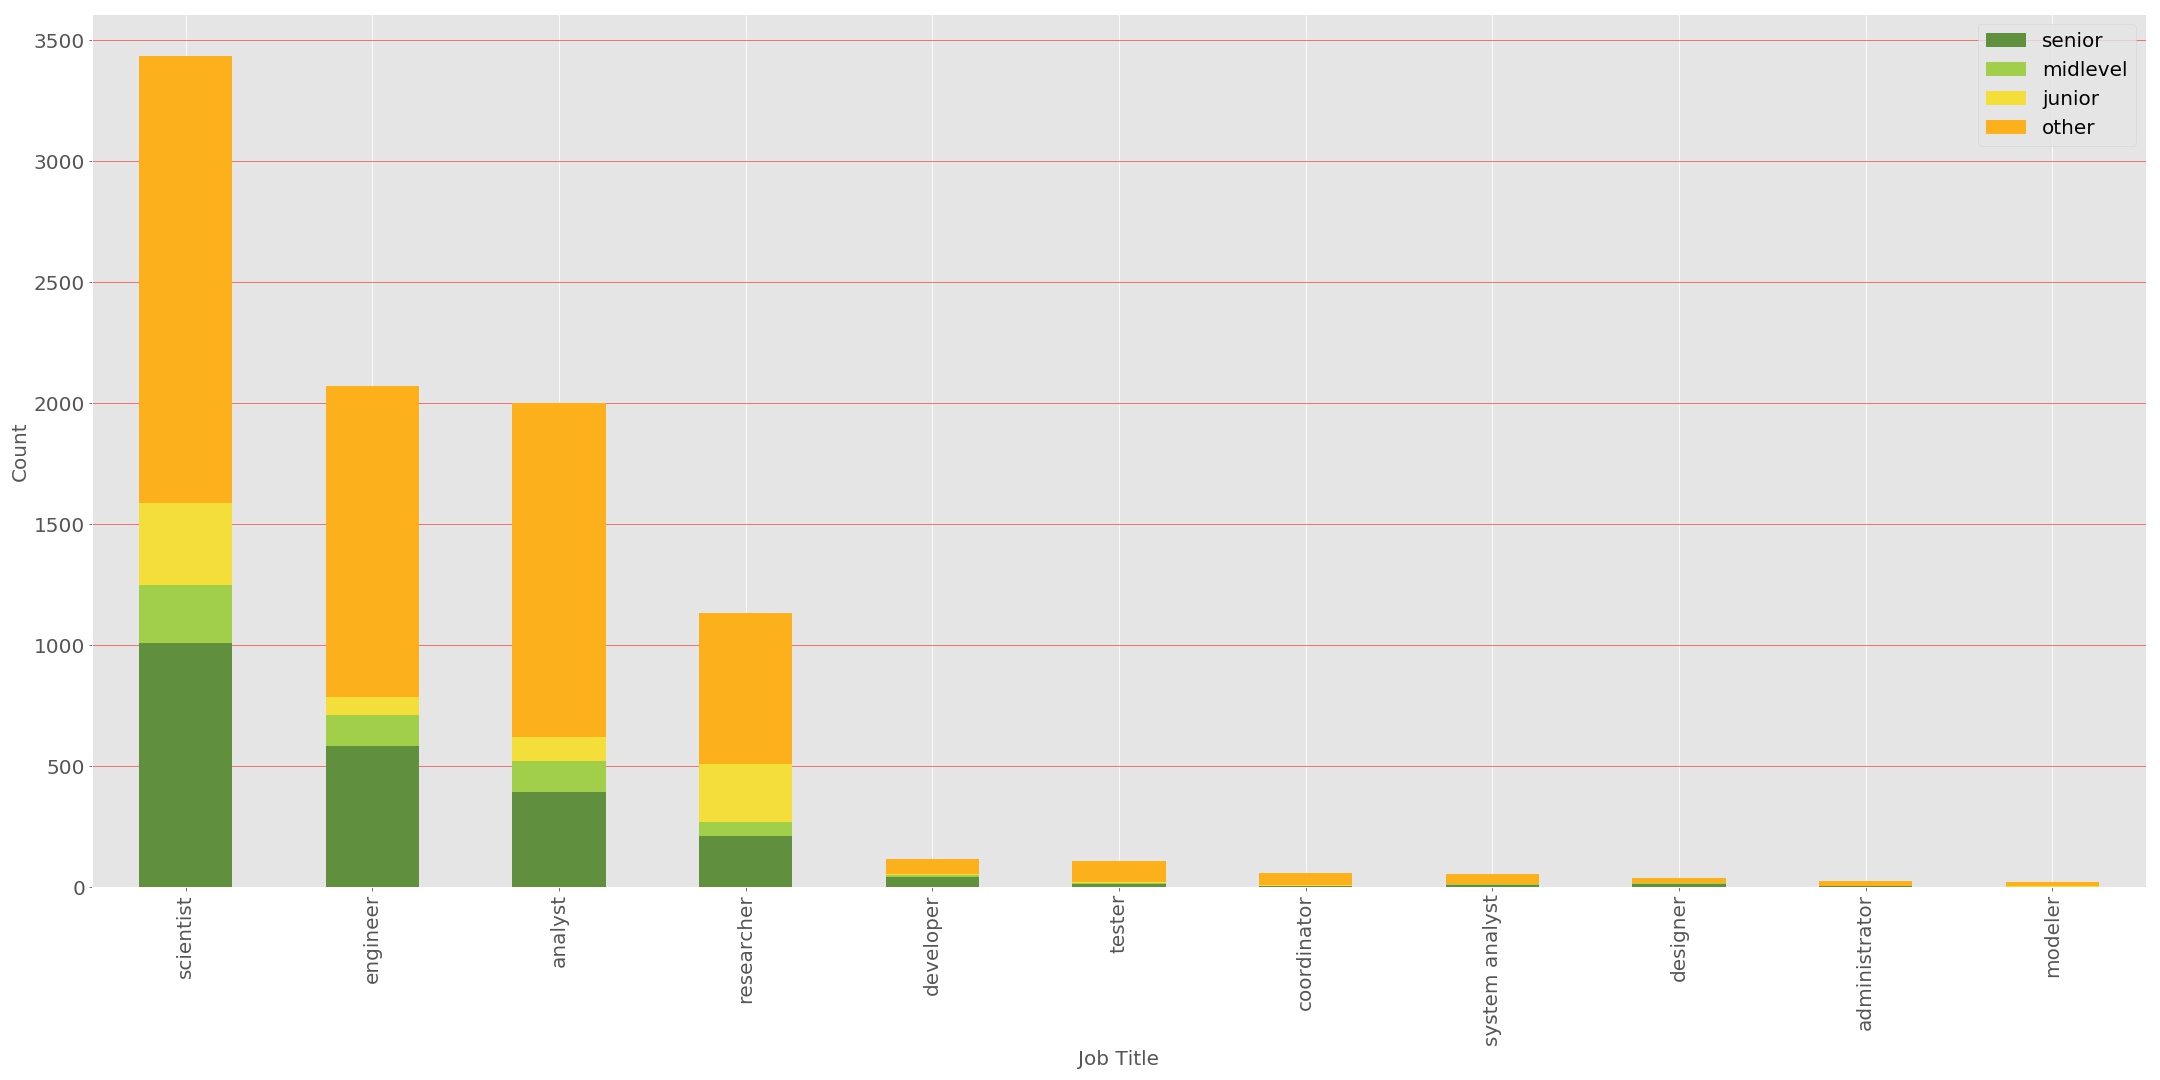 3500
3000
2500
2000
1500
1000
500
0
Count
senior
midlevel
junior
other
scientist
engineer
analyst
researcher
developer
tester
coordinator
system analyst
designer
administrator
modeler
Job Title